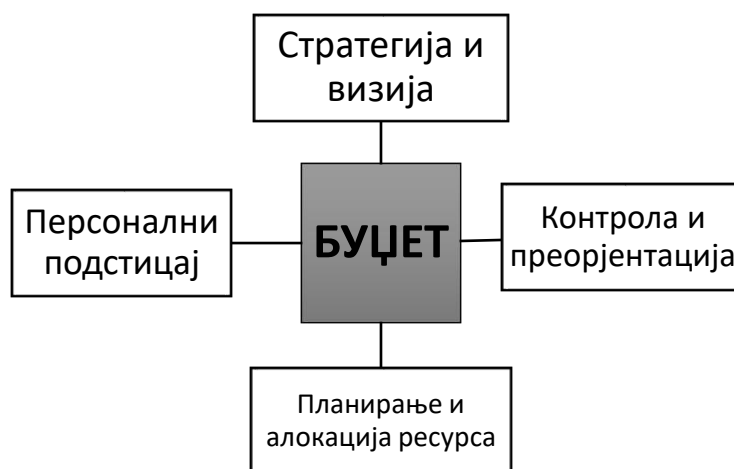 Стратегија и
визија
Персонални
подстицај
БУЏЕТ
Контрола и
преорјентација
Планирање и
алокација ресурса